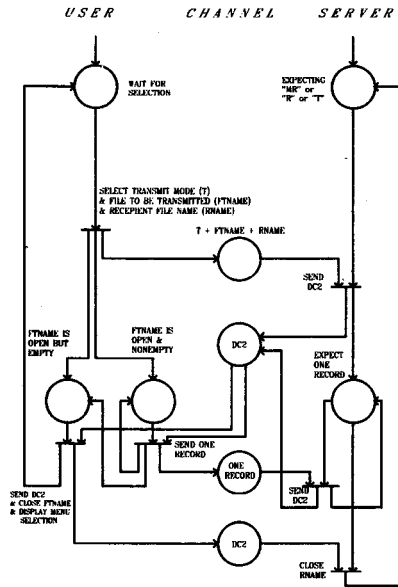 USER CHANNEL SERVER
WAIT FOR
SELECTION
EXPECTING
"MR" or
"R" or "T"
SELECT TRANSMIT MODE (T)
& FILE TO BE TRANSMITTED (FTNAME)
& RECEPIENT FILE NAME (RNAME)
T + FTNAME + RNAME
SEND
DC2
FTNAME IS
OPEN BUT
EMPTY
FTNAME IS
OPEN &
NONEMPTY
DC2
EXPECT
ONE
RECORD
SEND ONE
RECORD
ONE
RECORD
SEND
DC2
SEND DC2
& CLOSE FTNAME
& DISPLAY MENU
SELECTION
DC2
CLOSE
RNAME